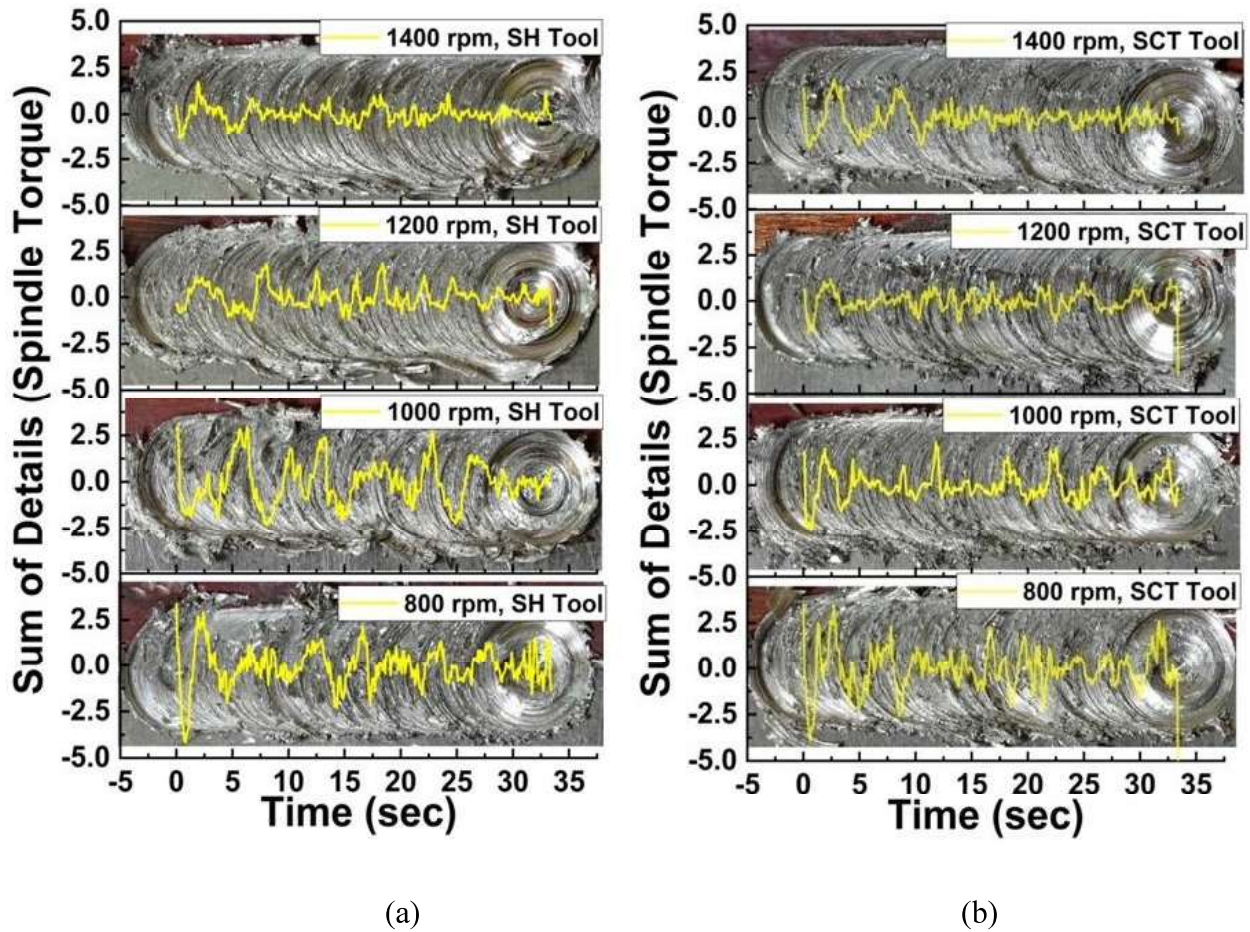 Sum of Details (Spindle Torque)
5.0
1400 rpm, SH Tool
2.5
0.0
-2.5
-5.0
1200 rpm, SH Tool
2.5
0.0
-2.5
-5.0
1000 rpm, SH Tool
2.5
0.0
-2.5
-5.0
800 rpm, SH Tool
2.5
0.0
-2.5
-5.0
-5 0 5 10 15 20 25 30 35
Time (sec)
(a)
Sum of Details (Spindle Torque)
5.0
1400 rpm, SCT Tool
2.5
0.0
-2.5
-5.0
1200 rpm, SCT Tool
2.5
0.0
-2.5
-5.0
1000 rpm, SCT Tool
2.5
0.0
-2.5
-5.0
800 rpm, SCT Tool
2.5
0.0
-2.5
-5.0
-5 0 5 10 15 20 25 30 35
Time (sec)
(b)